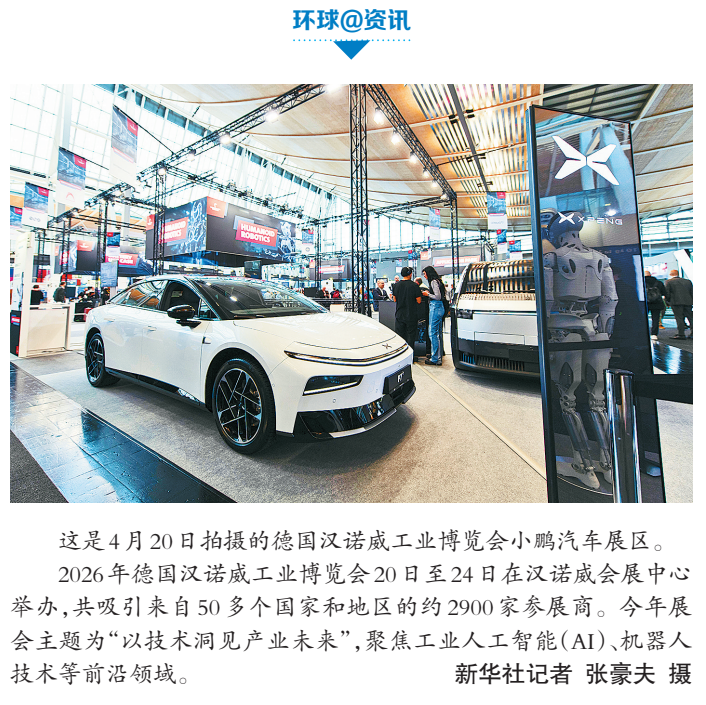 环球@资讯
HUMANOID
ROBOTICS
XPENG
P7
这是4月20日拍摄的德国汉诺威工业博览会小鹏汽车展区。
2026年德国汉诺威工业博览会20日至24日在汉诺威会展中心
举办,共吸引来自50多个国家和地区的约2900家参展商。今年展
会主题为“以技术洞见产业未来”,聚焦工业人工智能(AI)、机器人
技术等前沿领域。 新华社记者 张豪夫 摄